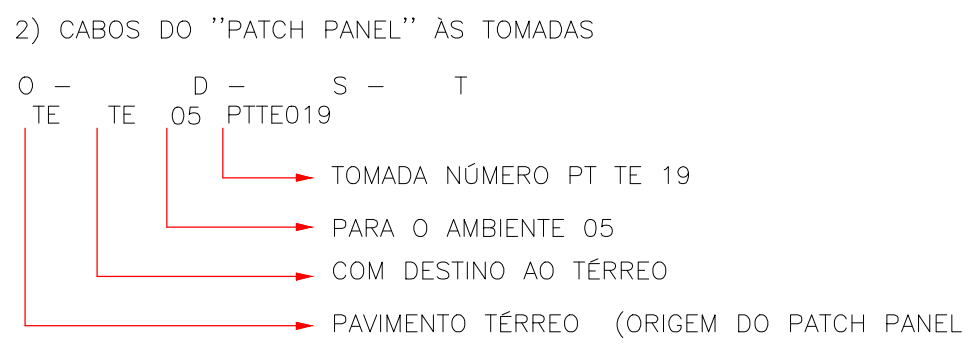 2) CABOS DO ''PATCH PANEL'' ÀS TOMADAS
O - D - S - T
TE TE 05 PTTE019
TOMADA NÚMERO PT TE 19
PARA O AMBIENTE 05
COM DESTINO AO TÉRREO
PAVIMENTO TÉRREO (ORIGEM DO PATCH PANEL